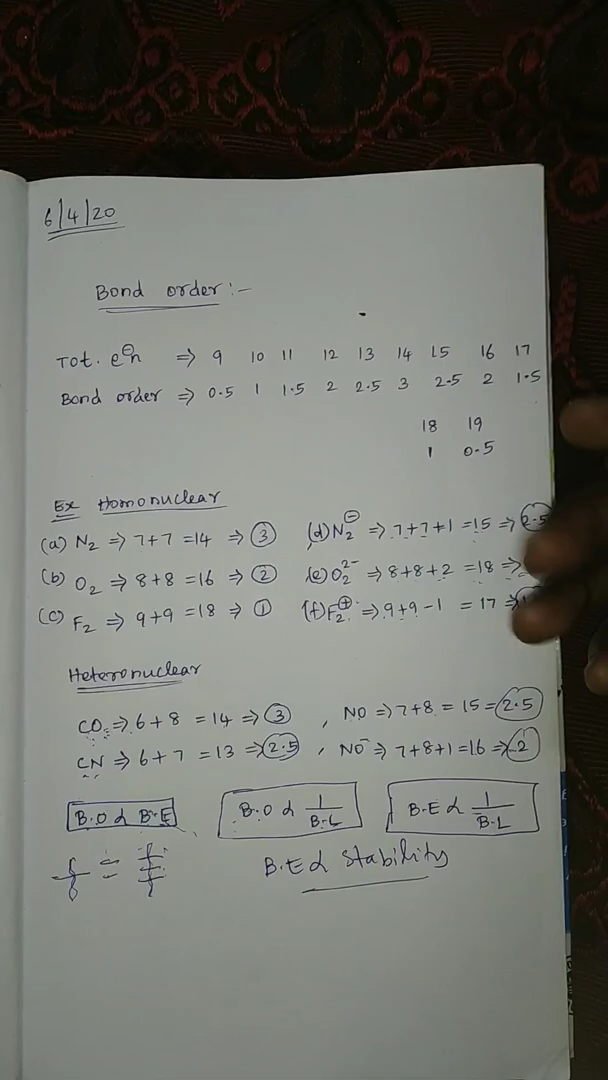 6/4/20
Bond order :-
Tot. e⊖n ⇒ 9 10 11 12 13 14 15 16 17
Bond order ⇒ 0.5 1 1.5 2 2.5 3 2.5 2 1.5
18 19
1 0.5
Ex Homonuclear
(a) N₂ ⇒ 7+7 =14 ⇒ ③ (d) N₂⊖ ⇒ 7+7+1 =15 ⇒ 2.5
(b) O₂ ⇒ 8+8 =16 ⇒ ② (e) O₂²⁻ ⇒ 8+8+2 =18 ⇒
(c) F₂ ⇒ 9+9 =18 ⇒ ① (f) F₂⊕ ⇒ 9+9-1 = 17 ⇒
Heteronuclear
CO ⇒ 6+8 =14 ⇒ ③ , NO ⇒ 7+8 = 15 = 2.5
CN ⇒ 6+7 =13 ⇒ 2.5 , NO⁻ ⇒ 7+8+1 =16 ⇒ 2
B.O α B.E B.O α 1/B.L B.E α 1/B.L
B.E α Stability